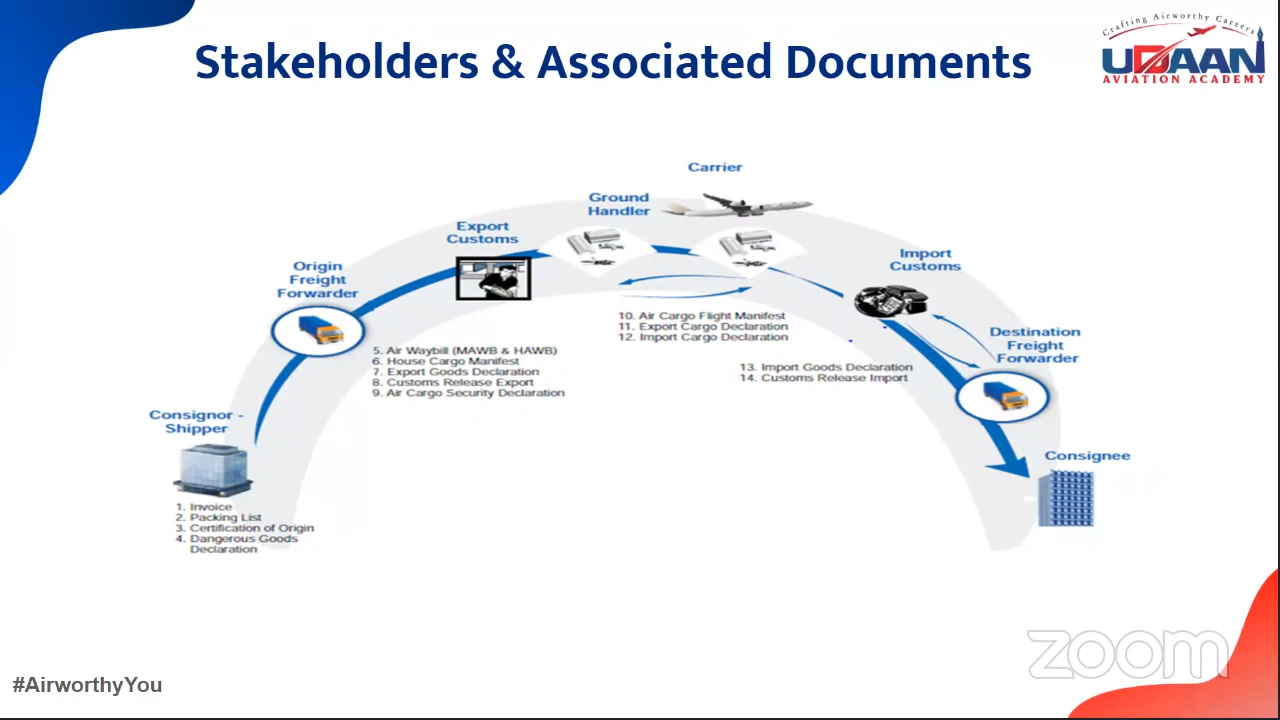 Stakeholders & Associated Documents
Crafting Airworthy Careers
UDAAN
AVIATION ACADEMY
Carrier
Ground
Handler
Export
Customs
Import
Customs
Origin
Freight
Forwarder
10. Air Cargo Flight Manifest
11. Export Cargo Declaration
12. Import Cargo Declaration
Destination
Freight
Forwarder
5. Air Waybill (MAWB & HAWB)
6. House Cargo Manifest
7. Export Goods Declaration
8. Customs Release Export
9. Air Cargo Security Declaration
13. Import Goods Declaration
14. Customs Release Import
Consignor -
Shipper
Consignee
1. Invoice
2. Packing List
3. Certification of Origin
4. Dangerous Goods
Declaration
zoom
#AirworthyYou